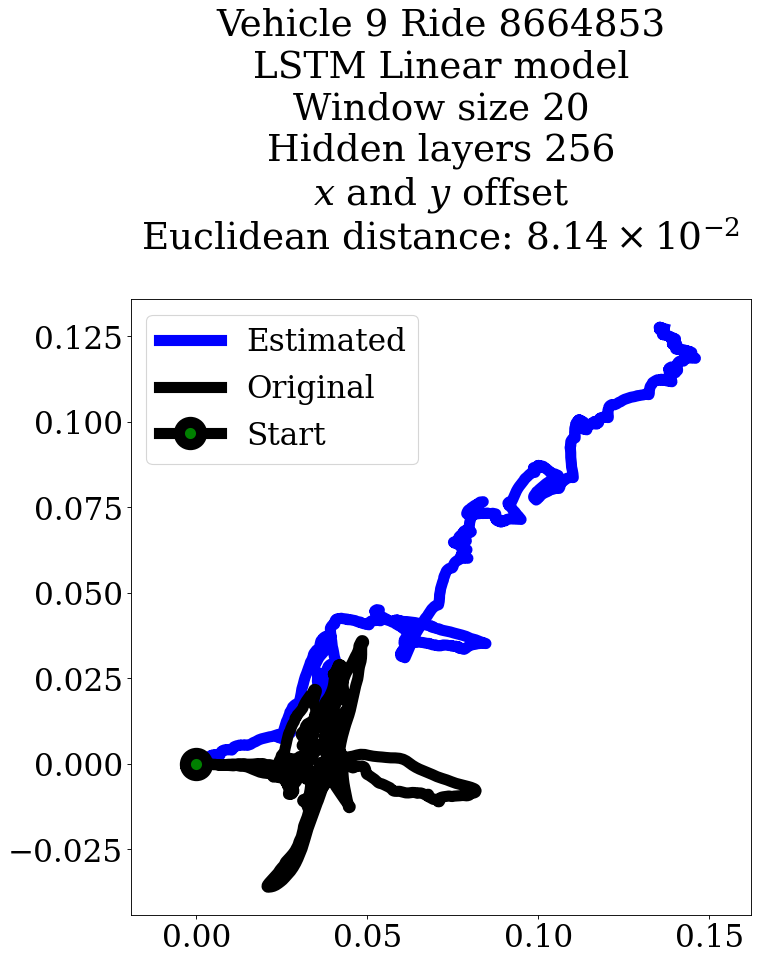 Vehicle 9 Ride 8664853
LSTM Linear model
Window size 20
Hidden layers 256
x and y offset
Euclidean distance: 8.14 × 10⁻²
Estimated
Original
Start
0.125
0.100
0.075
0.050
0.025
0.000
−0.025
0.00 0.05 0.10 0.15